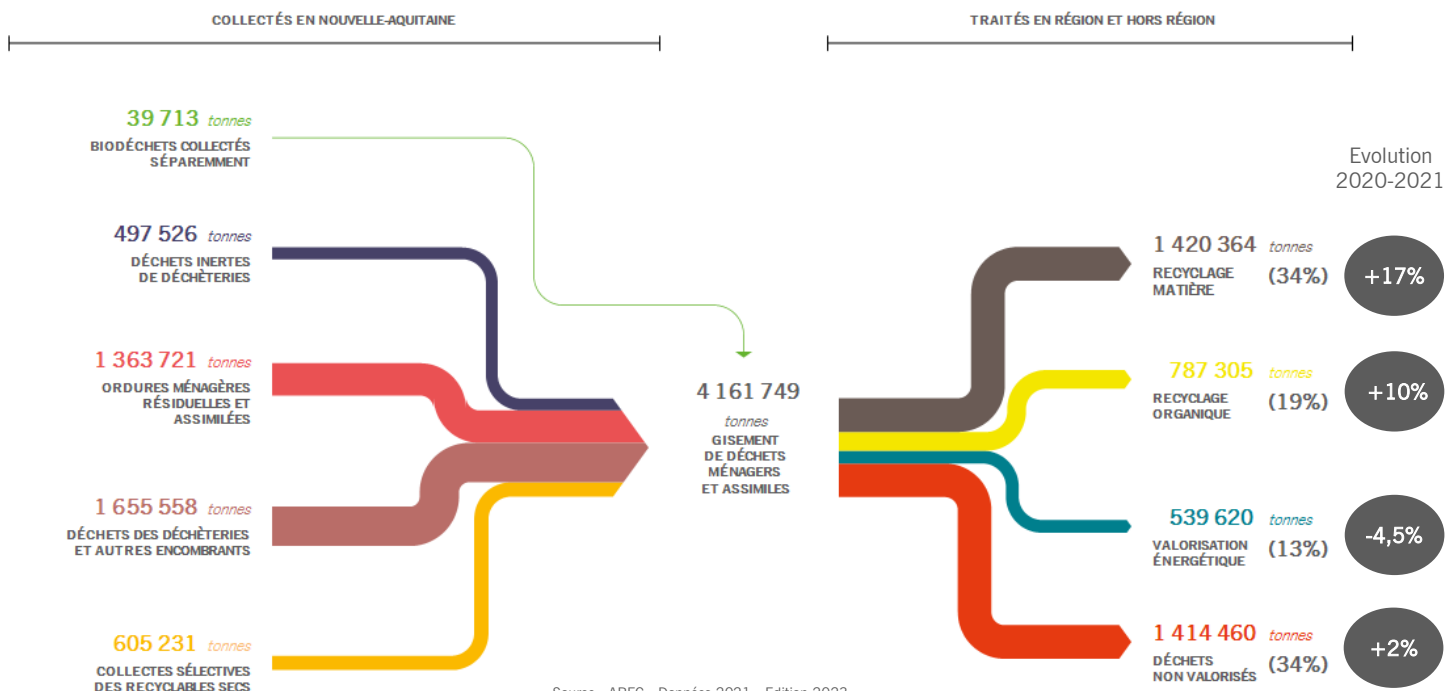 COLLECTÉS EN NOUVELLE-AQUITAINE
TRAITÉS EN RÉGION ET HORS RÉGION
39 713 tonnes
BIODÉCHETS COLLECTÉS
SÉPAREMMENT
497 526 tonnes
DÉCHETS INERTES
DE DÉCHÈTERIES
1 363 721 tonnes
ORDURES MÉNAGÈRES
RÉSIDUELLES ET
ASSIMILÉES
1 655 558 tonnes
DÉCHETS DES DÉCHÈTERIES
ET AUTRES ENCOMBRANTS
605 231 tonnes
COLLECTES SÉLECTIVES
DES RECYCLABLES SECS
4 161 749
tonnes
GISEMENT
DE DÉCHETS
MÉNAGERS
ET ASSIMILES
Evolution
2020-2021
1 420 364 tonnes
RECYCLAGE
MATIÈRE
(34%)
+17%
787 305 tonnes
RECYCLAGE
ORGANIQUE
(19%)
+10%
539 620 tonnes
VALORISATION
ÉNERGÉTIQUE
(13%)
-4,5%
1 414 460 tonnes
DÉCHETS
NON VALORISÉS
(34%)
+2%